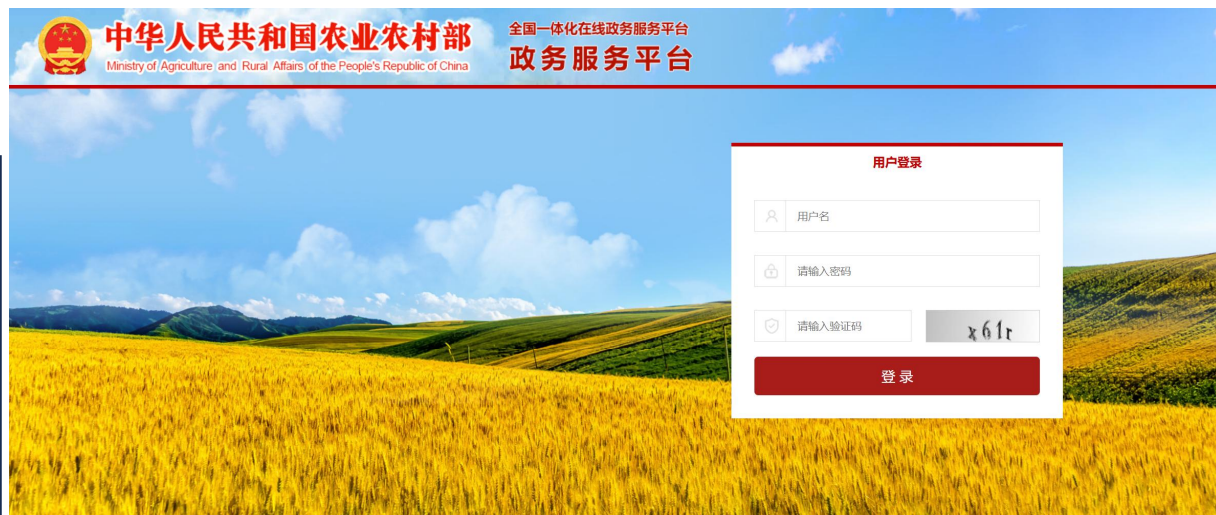 中华人民共和国农业农村部
Ministry of Agriculture and Rural Affairs of the People's Republic of China
全国一体化在线政务服务平台
政务服务平台
用户登录
用户名
请输入密码
请输入验证码
x61r
登 录